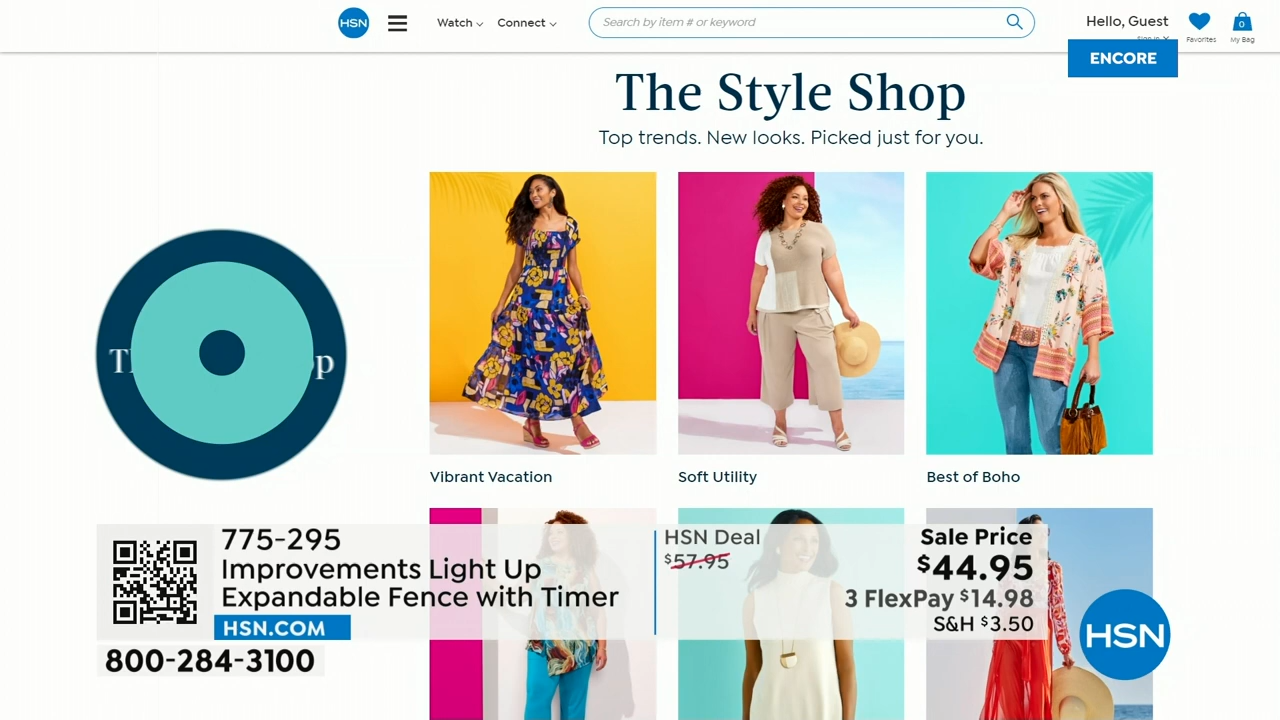 HSN
Watch
Connect
Search by item # or keyword
Hello, Guest
Sign In
Favorites
0
My Bag
ENCORE
The Style Shop
Top trends. New looks. Picked just for you.
Vibrant Vacation
Soft Utility
Best of Boho
775-295
Improvements Light Up
Expandable Fence with Timer
HSN.COM
800-284-3100
HSN Deal
$57.95
Sale Price
$44.95
3 FlexPay $14.98
S&H $3.50
HSN